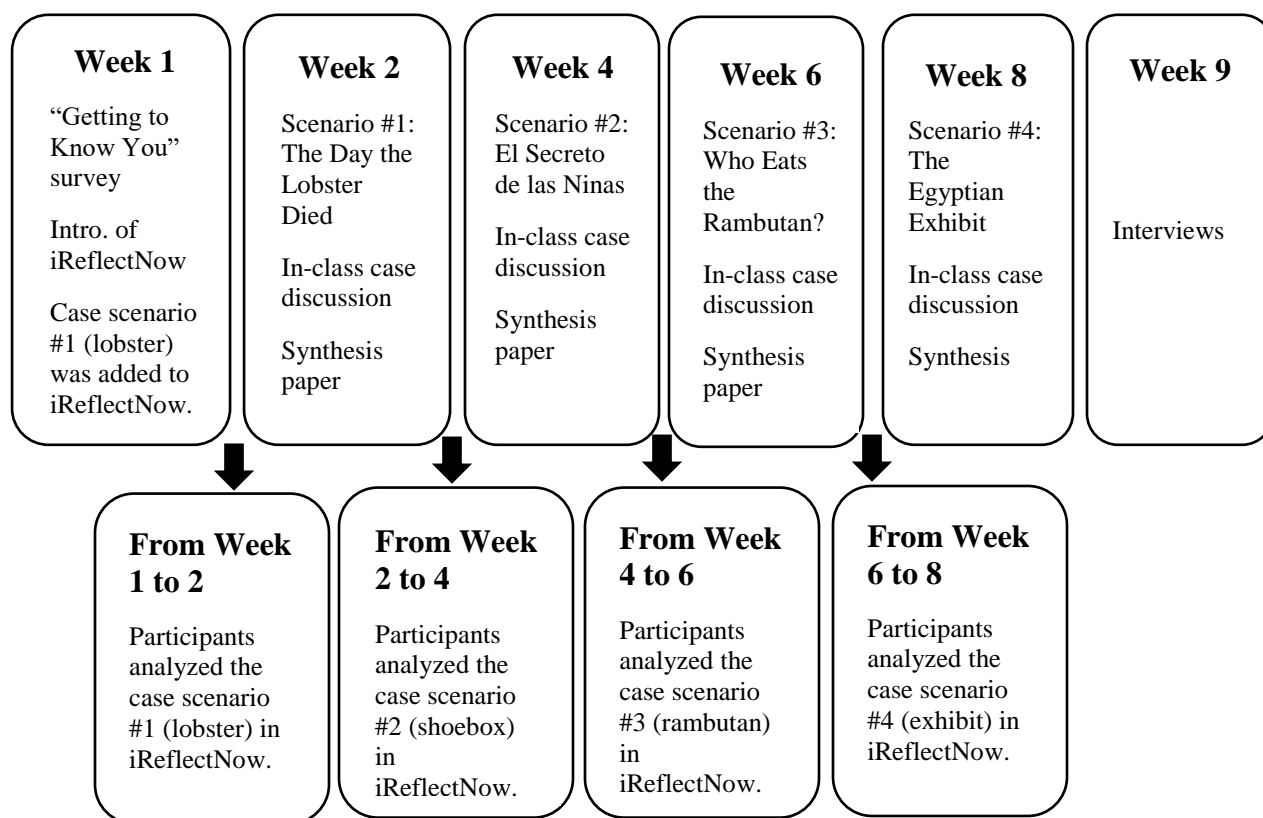 Week 1
“Getting to
Know You”
survey
Intro. of
iReflectNow
Case scenario
#1 (lobster)
was added to
iReflectNow.
Week 2
Scenario #1:
The Day the
Lobster
Died
In-class case
discussion
Synthesis
paper
Week 4
Scenario #2:
El Secreto
de las Ninas
In-class case
discussion
Synthesis
paper
Week 6
Scenario #3:
Who Eats
the
Rambutan?
In-class case
discussion
Synthesis
paper
Week 8
Scenario #4:
The
Egyptian
Exhibit
In-class case
discussion
Synthesis
Week 9
Interviews
From Week
1 to 2
Participants
analyzed the
case scenario
#1 (lobster) in
iReflectNow.
From Week
2 to 4
Participants
analyzed the
case scenario
#2 (shoebox)
in
iReflectNow.
From Week
4 to 6
Participants
analyzed the
case scenario
#3 (rambutan)
in
iReflectNow.
From Week
6 to 8
Participants
analyzed the
case scenario
#4 (exhibit) in
iReflectNow.